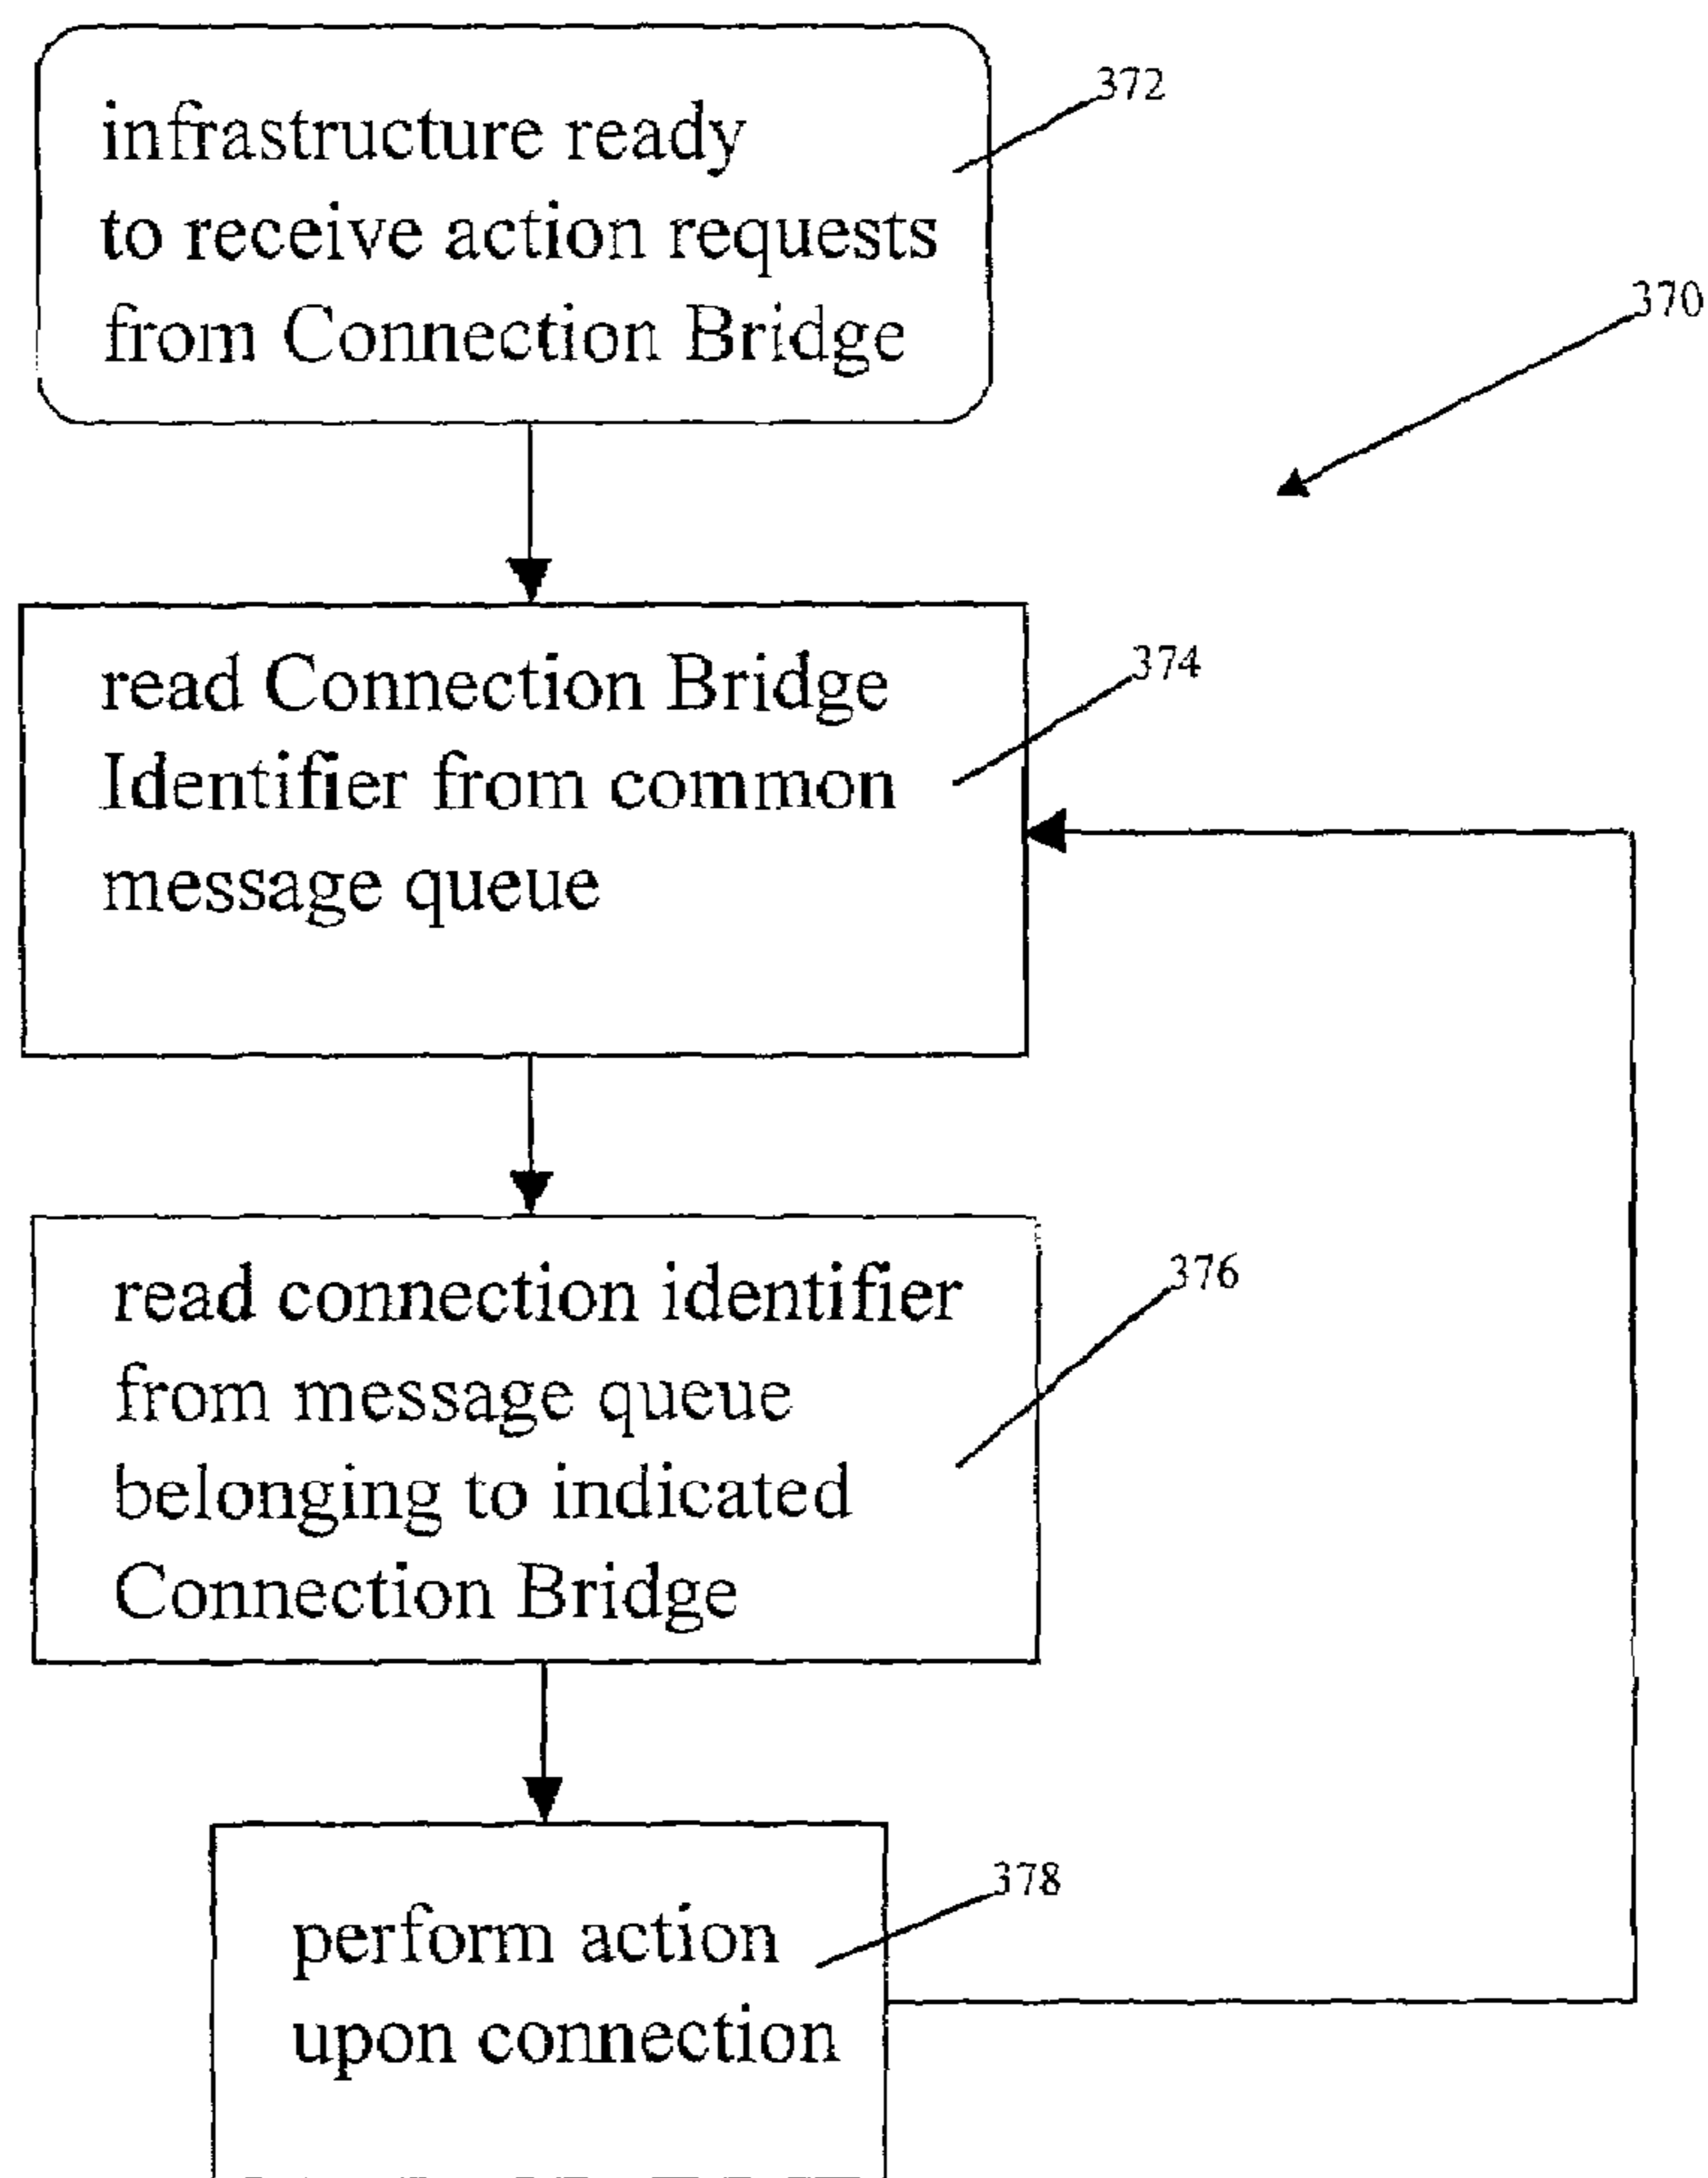 infrastructure ready
to receive action requests
from Connection Bridge
372
370
read Connection Bridge
Identifier from common
message queue
374
read connection identifier
from message queue
belonging to indicated
Connection Bridge
376
perform action
upon connection
378